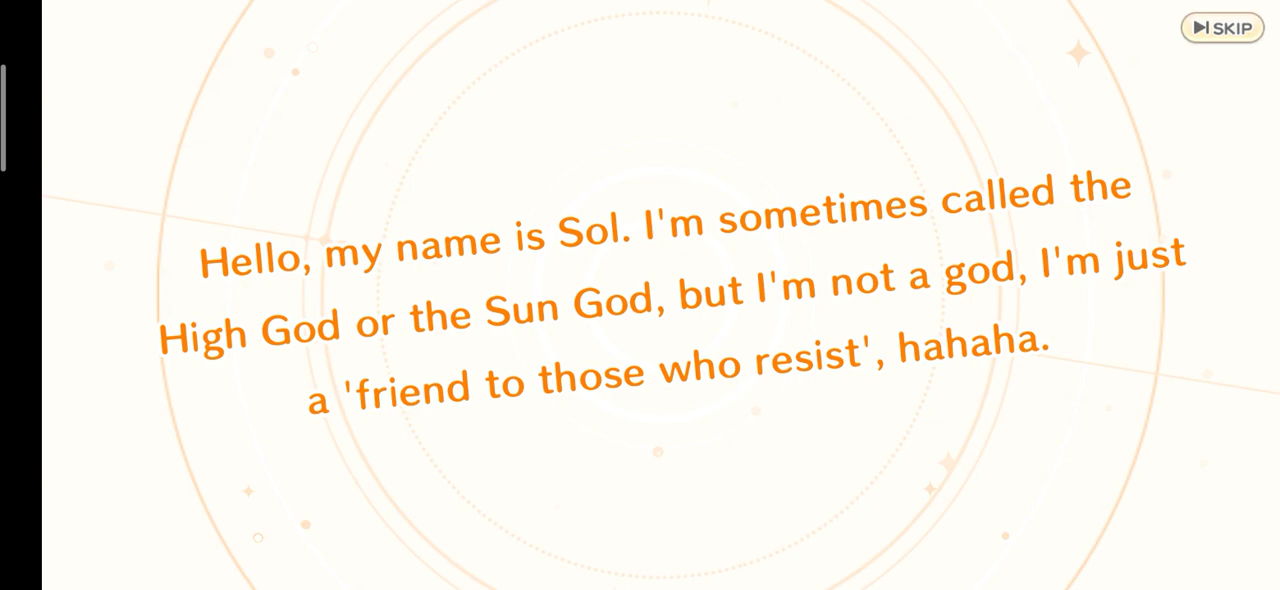 SKIP
Hello, my name is Sol. I'm sometimes called the
High God or the Sun God, but I'm not a god, I'm just
a 'friend to those who resist', hahaha.